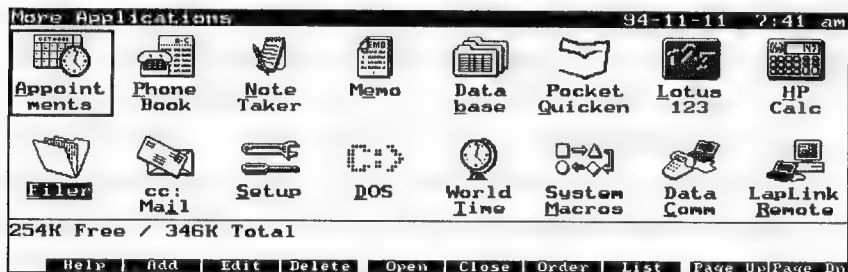 More Applications 94-11-11 7:41 am
Appoint ments
Phone Book
Note Taker
Memo
Data base
Pocket Quicken
Lotus 123
HP Calc
Filer
cc: Mail
Setup
C:>
DOS
World Time
System Macros
Data Comm
LapLink Remote
254K Free / 346K Total
Help Add Edit Delete Open Close Order List Page Up Page Dn